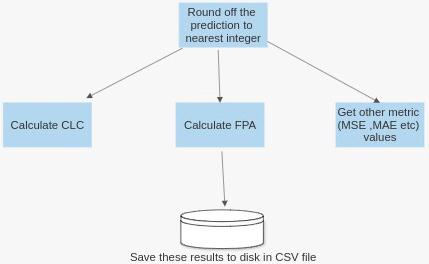 Round off the
prediction to
nearest integer
Calculate CLC
Calculate FPA
Get other metric
(MSE ,MAE etc)
values
Save these results to disk in CSV file